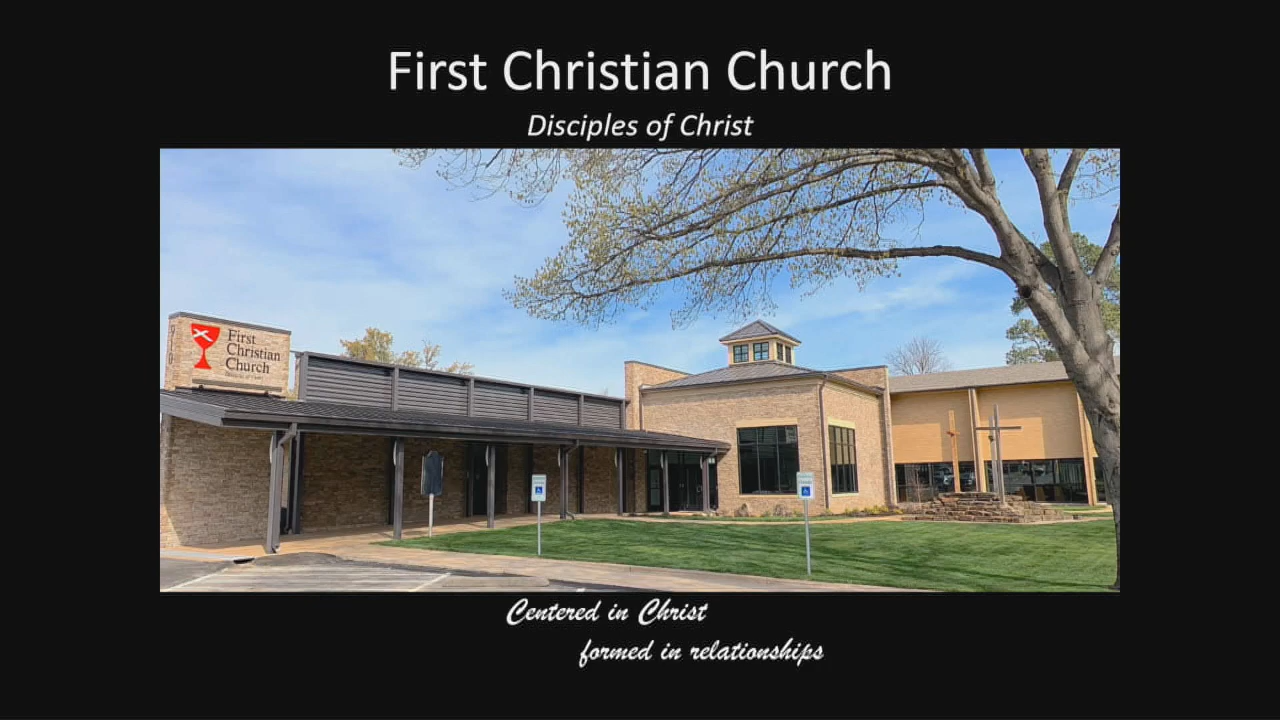 First Christian Church
Disciples of Christ
First
Christian
Church
Centered in Christ
formed in relationships